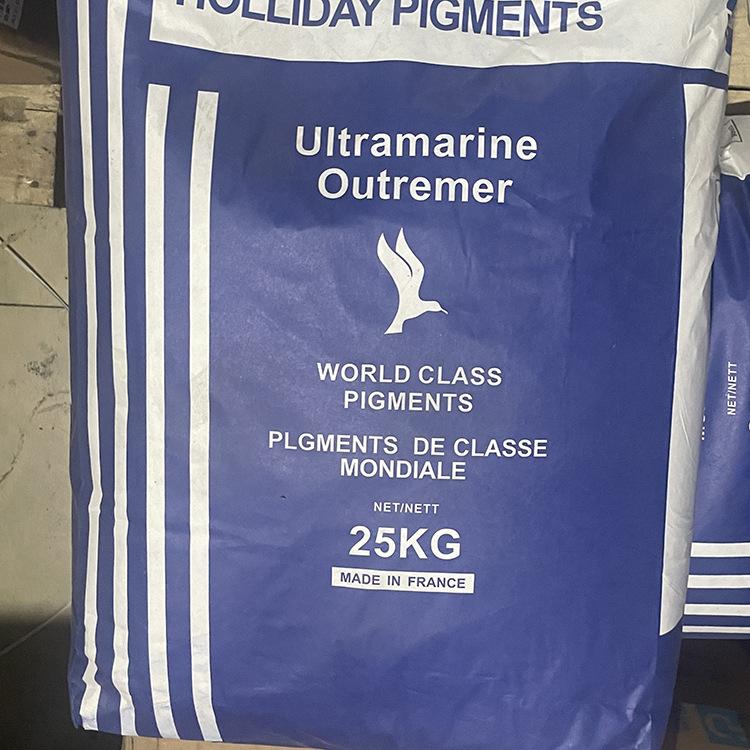 HOLLIDAY PIGMENTS
Ultramarine
Outremer
WORLD CLASS
PIGMENTS
PLGMENTS DE CLASSE
MONDIALE
NET/NETT
25KG
MADE IN FRANCE
NET/NETT